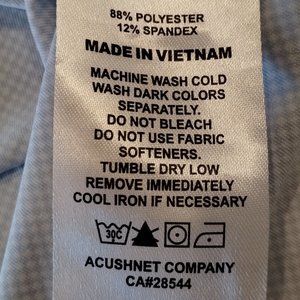 88% POLYESTER
12% SPANDEX
MADE IN VIETNAM
MACHINE WASH COLD
WASH DARK COLORS
SEPARATELY.
DO NOT BLEACH
DO NOT USE FABRIC
SOFTENERS.
TUMBLE DRY LOW
REMOVE IMMEDIATELY
COOL IRON IF NECESSARY
30C
ACUSHNET COMPANY
CA#28544